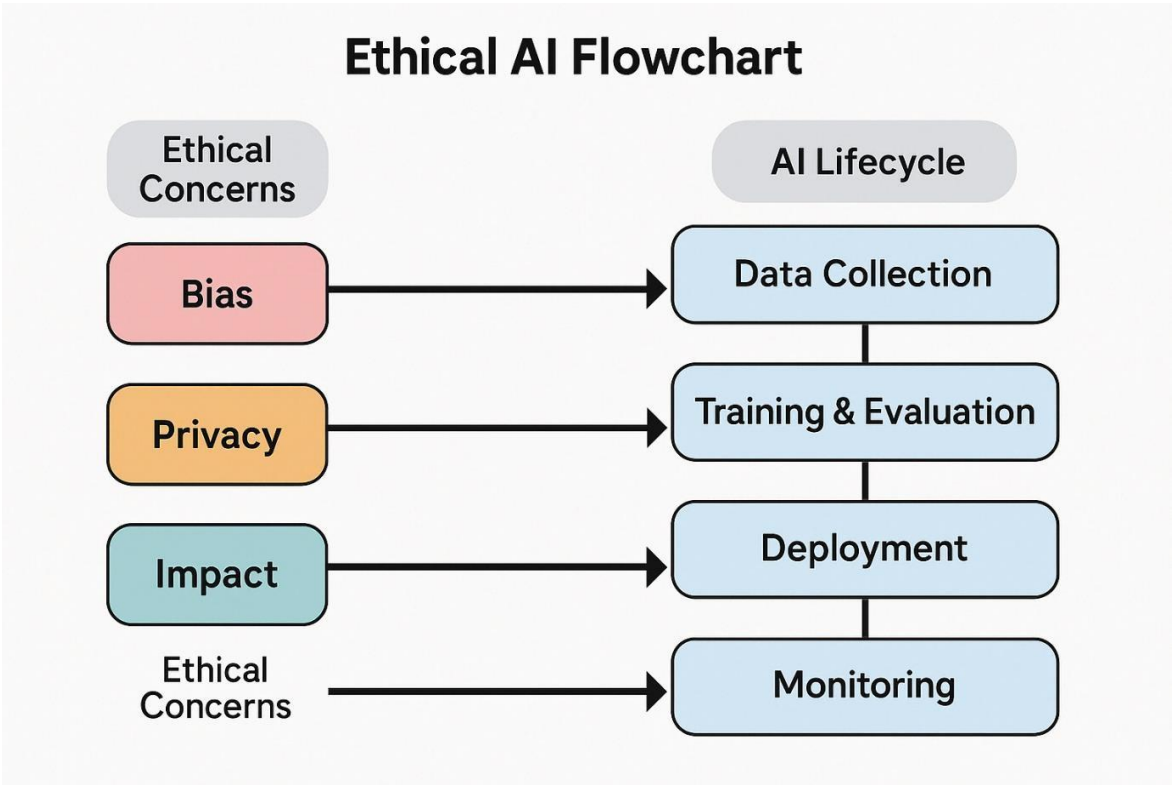 Ethical AI Flowchart
Ethical
Concerns
AI Lifecycle
Bias
Data Collection
Privacy
Training & Evaluation
Impact
Deployment
Ethical
Concerns
Monitoring